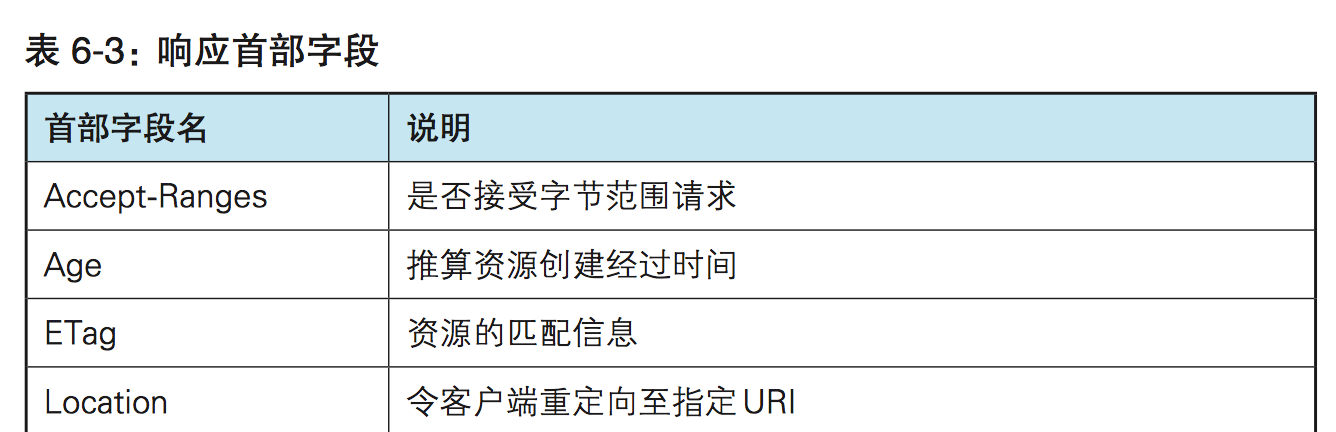 表 6-3：响应首部字段
首部字段名 说明
Accept-Ranges 是否接受字节范围请求
Age 推算资源创建经过时间
ETag 资源的匹配信息
Location 令客户端重定向至指定URI